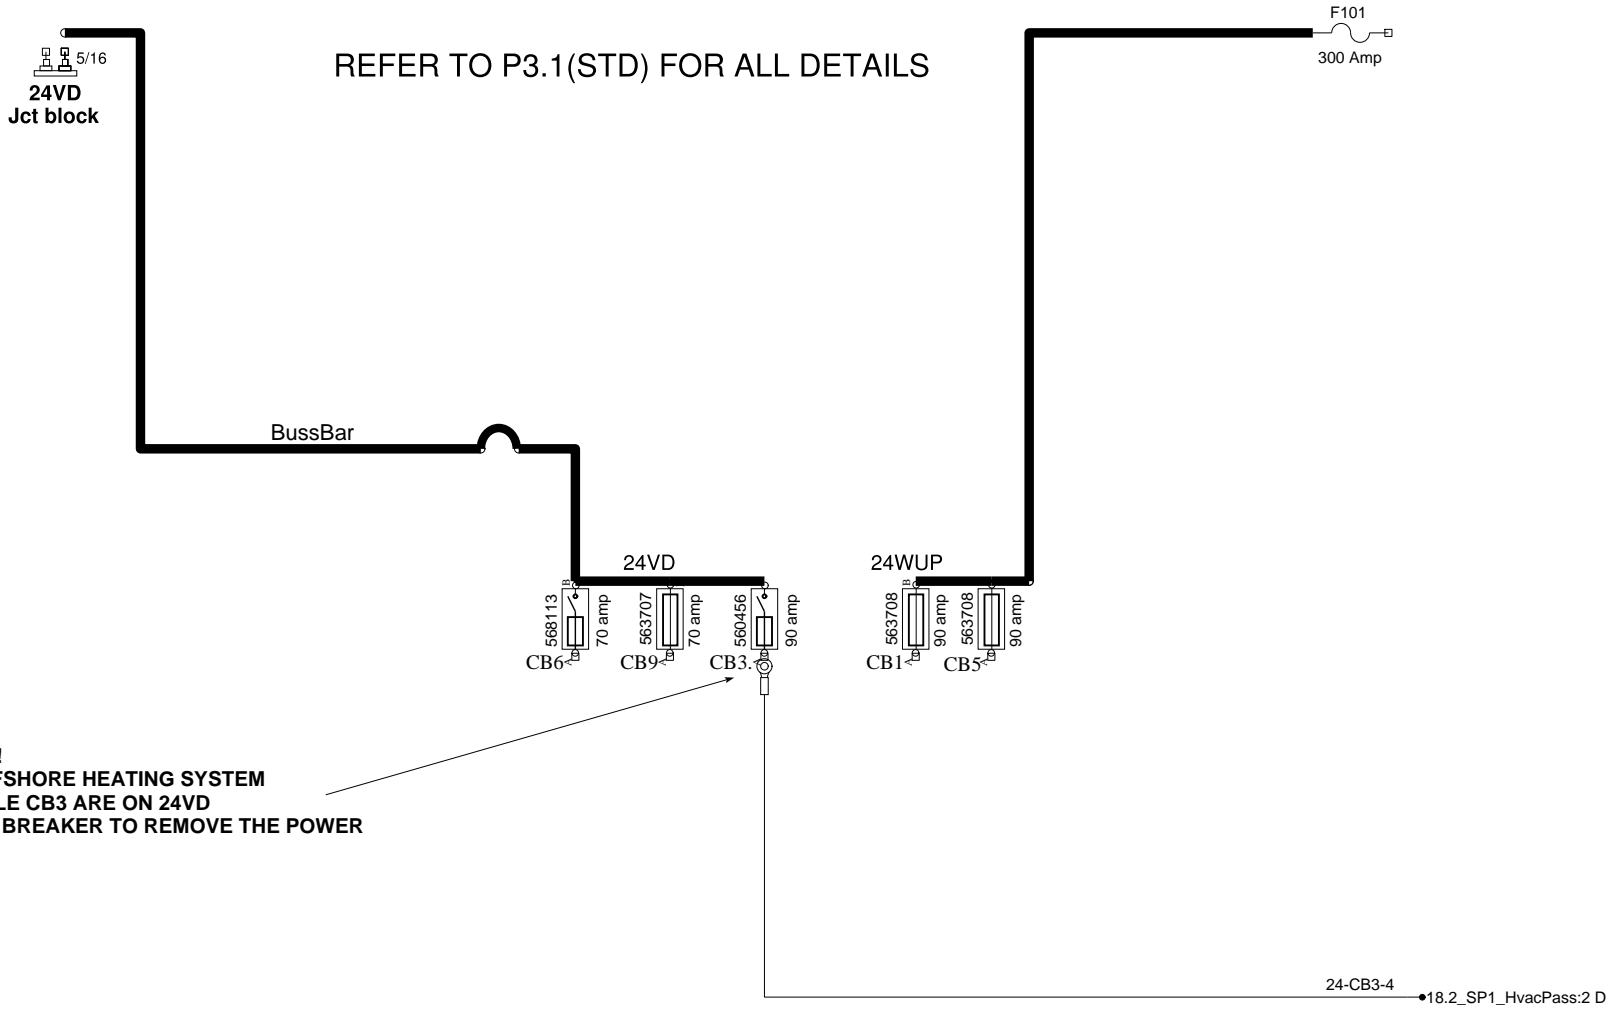 F101
300 Amp
5/16
24VD
Jct block
REFER TO P3.1(STD) FOR ALL DETAILS
BussBar
24VD
24WUP
B
568113
70 amp
CB6
A
563707
70 amp
CB9
A
560456
90 amp
CB3.
A
B
563708
90 amp
CB1
A
563708
90 amp
CB5
A
!
FSHORE HEATING SYSTEM
LE CB3 ARE ON 24VD
BREAKER TO REMOVE THE POWER
24-CB3-4
18.2_SP1_HvacPass:2 D